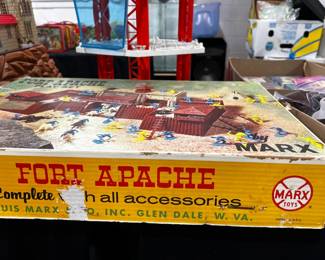 by
MARX
FORT APACHE
Complete with all accessories
UIS MARX & CO., INC. GLEN DALE, W. VA.
MARX
TOYS